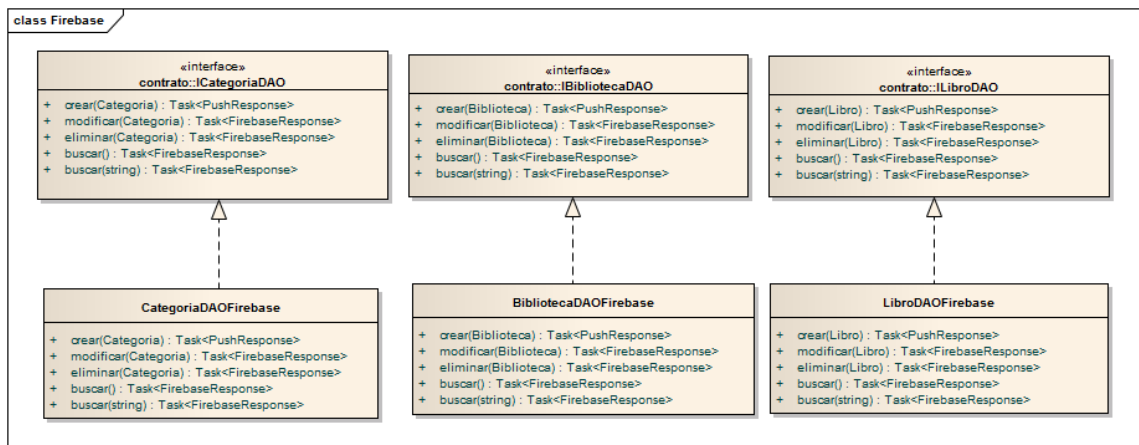 class Firebase
«interface»
contrato::ICategoriaDAO
+ crear(Categoria) : Task<PushResponse>
+ modificar(Categoria) : Task<FirebaseResponse>
+ eliminar(Categoria) : Task<FirebaseResponse>
+ buscar() : Task<FirebaseResponse>
+ buscar(string) : Task<FirebaseResponse>
«interface»
contrato::IBibliotecaDAO
+ crear(Biblioteca) : Task<PushResponse>
+ modificar(Biblioteca) : Task<FirebaseResponse>
+ eliminar(Biblioteca) : Task<FirebaseResponse>
+ buscar() : Task<FirebaseResponse>
+ buscar(string) : Task<FirebaseResponse>
«interface»
contrato::ILibroDAO
+ crear(Libro) : Task<PushResponse>
+ modificar(Libro) : Task<FirebaseResponse>
+ eliminar(Libro) : Task<FirebaseResponse>
+ buscar() : Task<FirebaseResponse>
+ buscar(string) : Task<FirebaseResponse>
CategoriaDAOFirebase
+ crear(Categoria) : Task<PushResponse>
+ modificar(Categoria) : Task<FirebaseResponse>
+ eliminar(Categoria) : Task<FirebaseResponse>
+ buscar() : Task<FirebaseResponse>
+ buscar(string) : Task<FirebaseResponse>
BibliotecaDAOFirebase
+ crear(Biblioteca) : Task<PushResponse>
+ modificar(Biblioteca) : Task<FirebaseResponse>
+ eliminar(Biblioteca) : Task<FirebaseResponse>
+ buscar() : Task<FirebaseResponse>
+ buscar(string) : Task<FirebaseResponse>
LibroDAOFirebase
+ crear(Libro) : Task<PushResponse>
+ modificar(Libro) : Task<FirebaseResponse>
+ eliminar(Libro) : Task<FirebaseResponse>
+ buscar() : Task<FirebaseResponse>
+ buscar(string) : Task<FirebaseResponse>